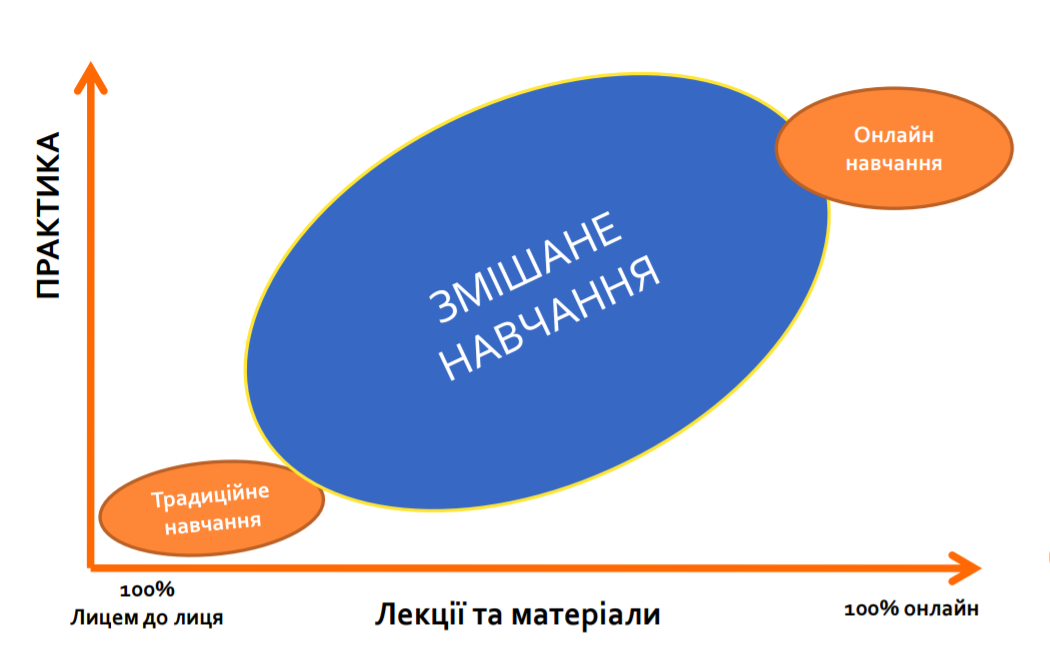 ПРАКТИКА
Онлайн
навчання
ЗМІШАНЕ
НАВЧАННЯ
Традиційне
навчання
100%
Лицем до лиця
Лекції та матеріали
100% онлайн